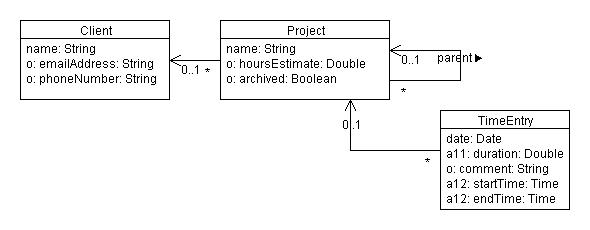 Client
name: String
o: emailAddress: String
o: phoneNumber: String
0..1
*
Project
name: String
o: hoursEstimate: Double
o: archived: Boolean
0..1
parent
*
0..1
*
TimeEntry
date: Date
a11: duration: Double
o: comment: String
a12: startTime: Time
a12: endTime: Time